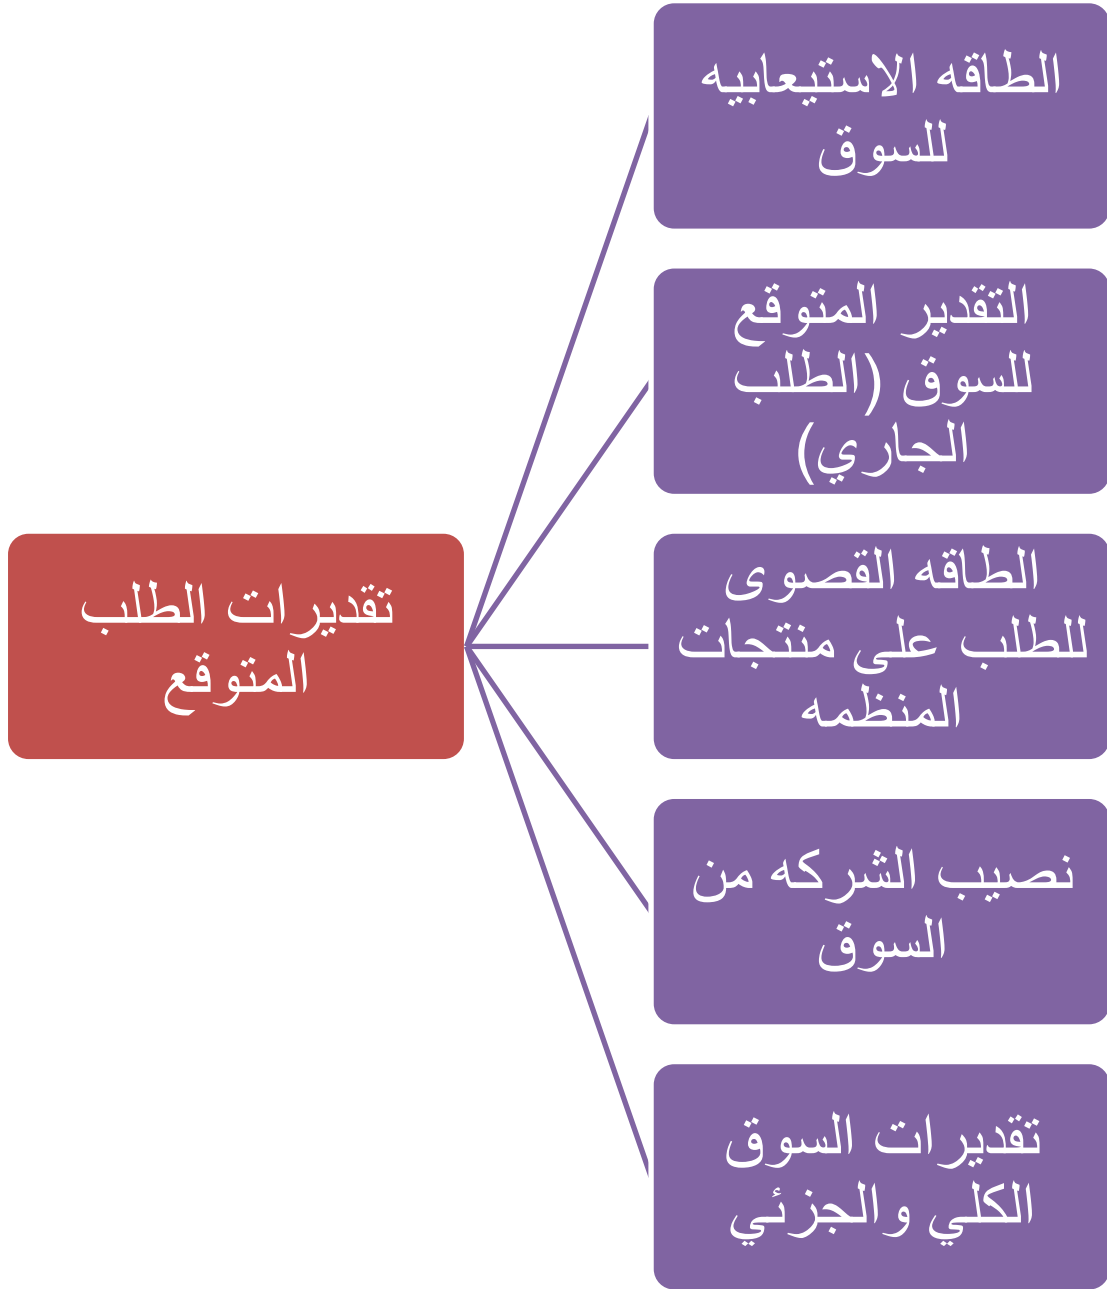 تقديرات الطلب
المتوقع
الطاقه الاستيعابيه
للسوق
التقدير المتوقع
للسوق (الطلب
الجاري)
الطاقه القصوى
للطلب على منتجات
المنظمه
نصيب الشركه من
السوق
تقديرات السوق
الكلي والجزئي